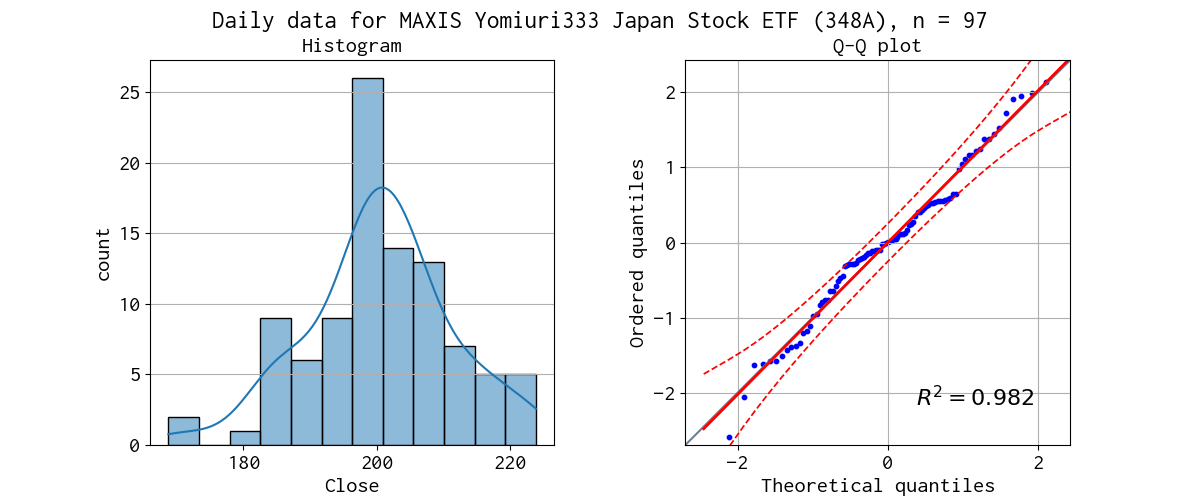 Daily data for MAXIS Yomiuri333 Japan Stock ETF (348A), n = 97
Histogram
25
20
15
10
5
0
count
180 200 220
Close
Q-Q plot
2
1
0
−1
−2
Ordered quantiles
R² = 0.982
−2 0 2
Theoretical quantiles